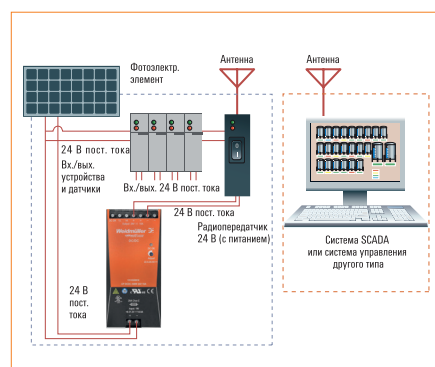 Фотоэлектр.
элемент
Антенна
Антенна
24 В пост. тока
Вх./вых.
устройства
и датчики
Вх./вых. 24 В пост. тока
24 В пост. тока
Радиопередатчик
24 В (с питанием)
Система SCADA
или система управления
другого типа
Weidmüller
24 В
пост.
тока